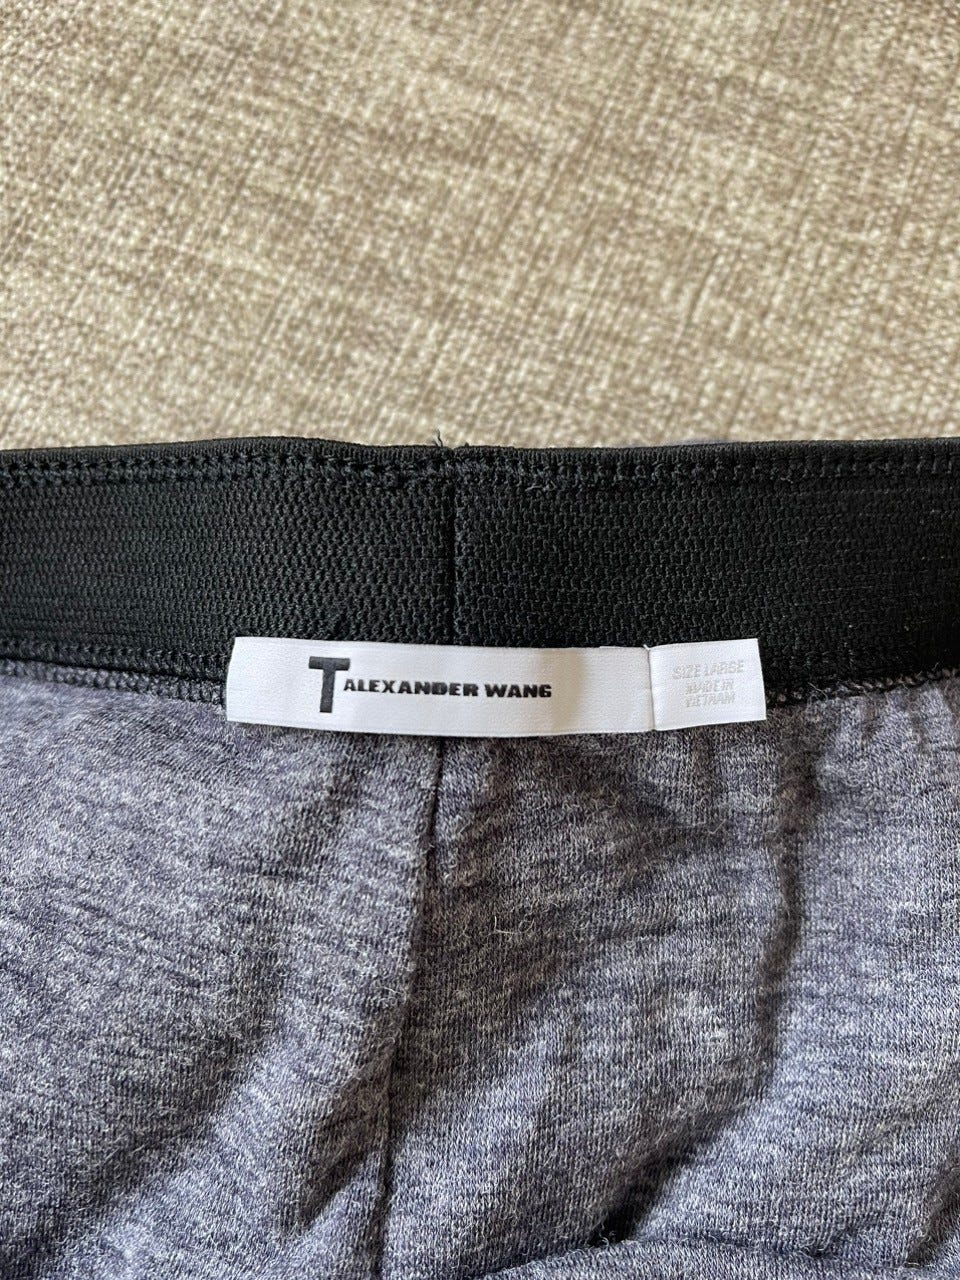 T ALEXANDER WANG
SIZE LARGE
MADE IN
VIETNAM